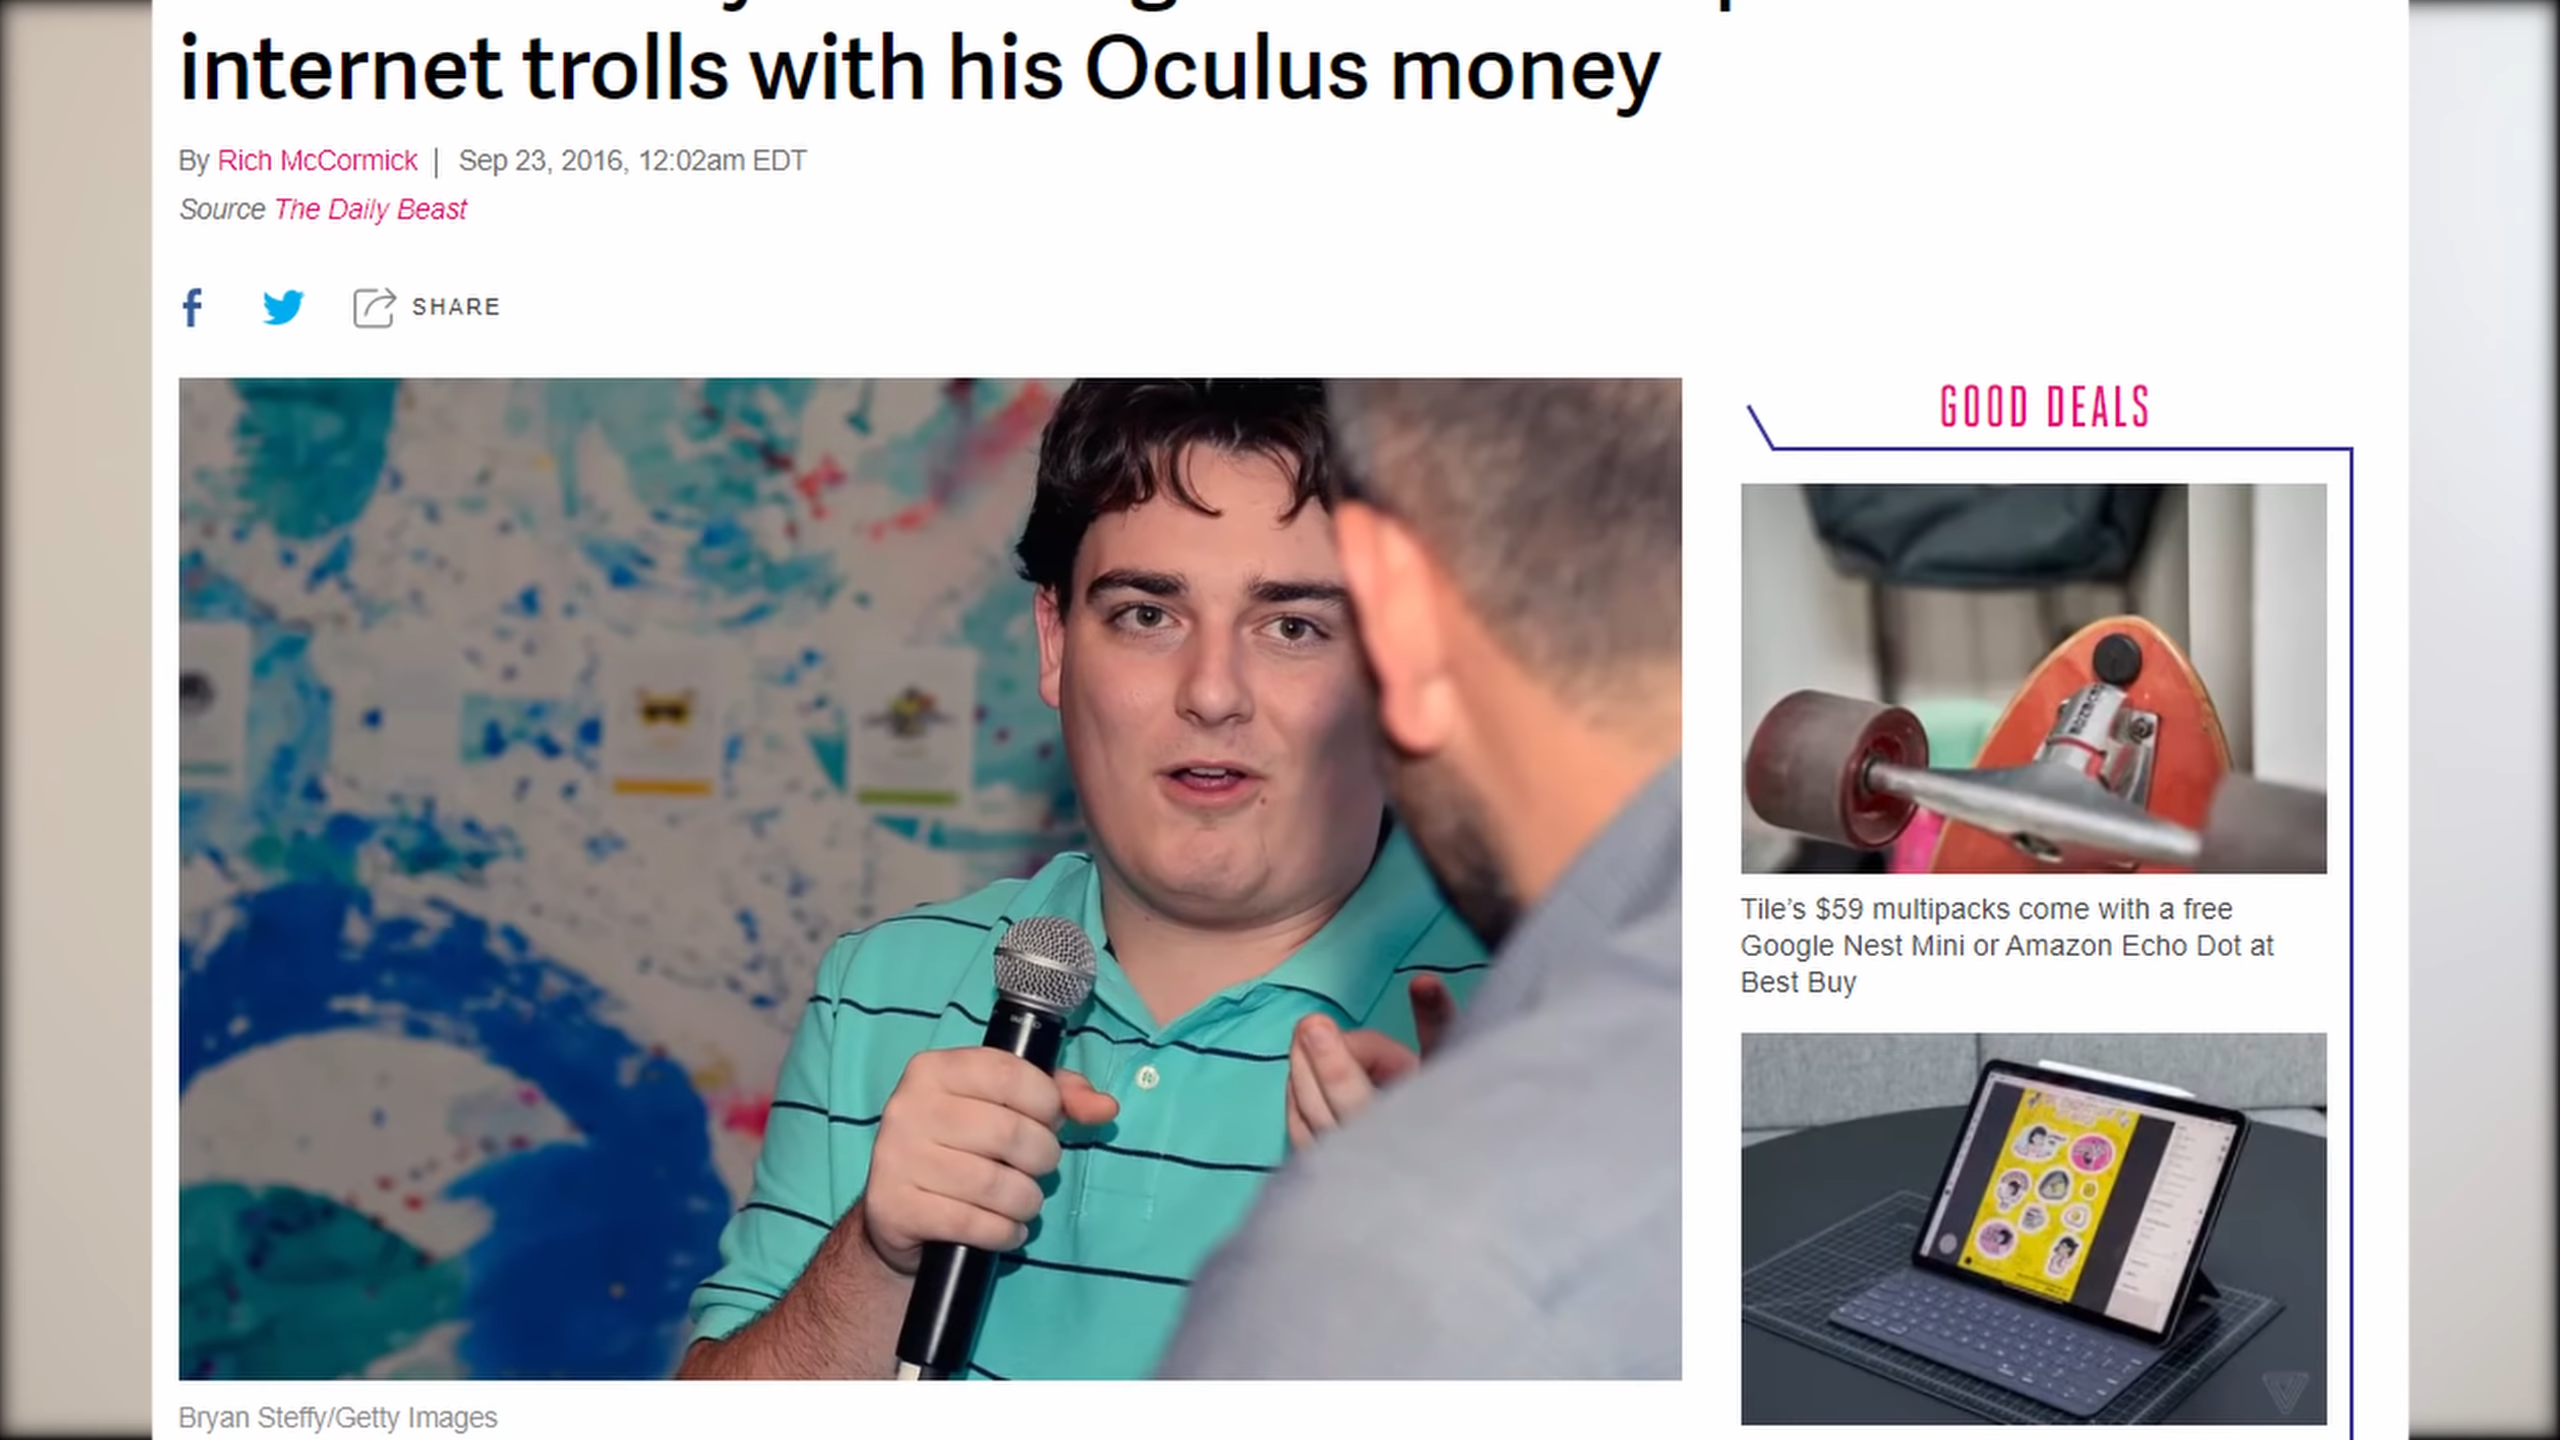 internet trolls with his Oculus money
By Rich McCormick | Sep 23, 2016, 12:02am EDT
Source The Daily Beast
SHARE
GOOD DEALS
Tile's $59 multipacks come with a free
Google Nest Mini or Amazon Echo Dot at
Best Buy
Bryan Steffy/Getty Images